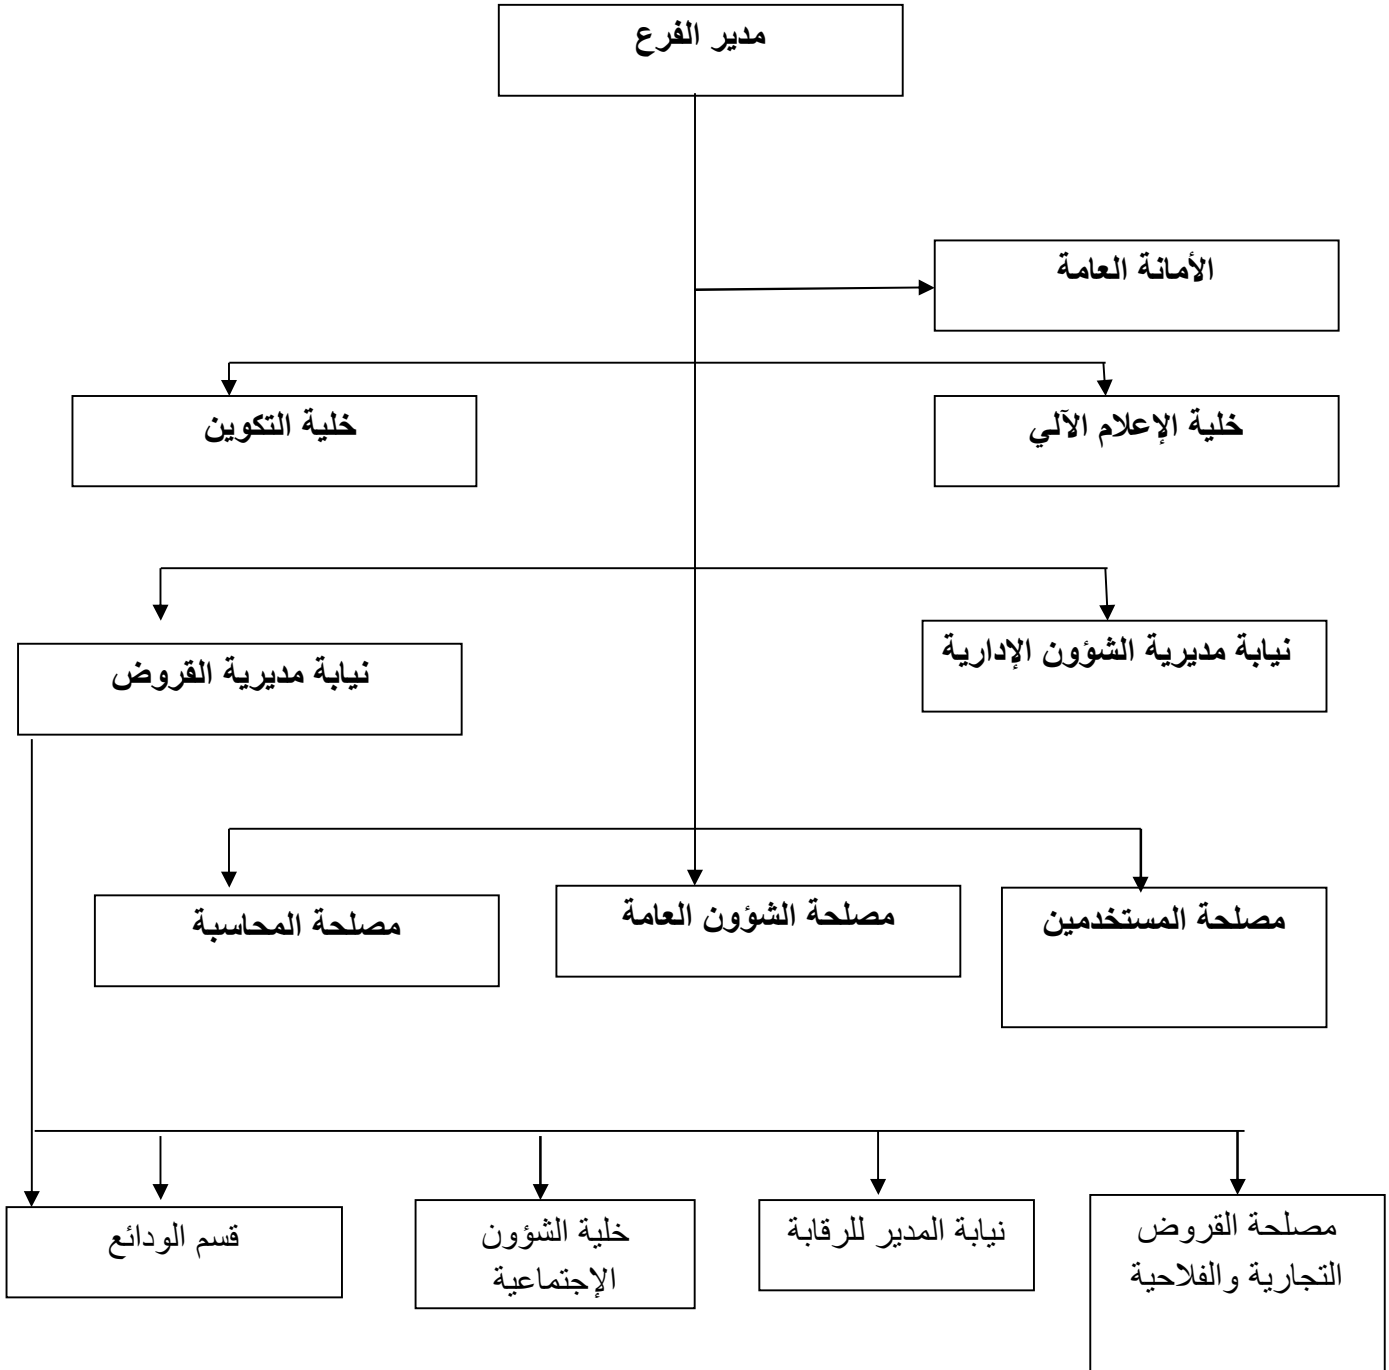 مدير الفرع
الأمانة العامة
خلية الإعلام الآلي
خلية التكوين
نيابة مديرية الشؤون الإدارية
نيابة مديرية القروض
مصلحة المستخدمين
مصلحة الشؤون العامة
مصلحة المحاسبة
مصلحة القروض
التجارية والفلاحية
نيابة المدير للرقابة
خلية الشؤون
الإجتماعية
قسم الودائع